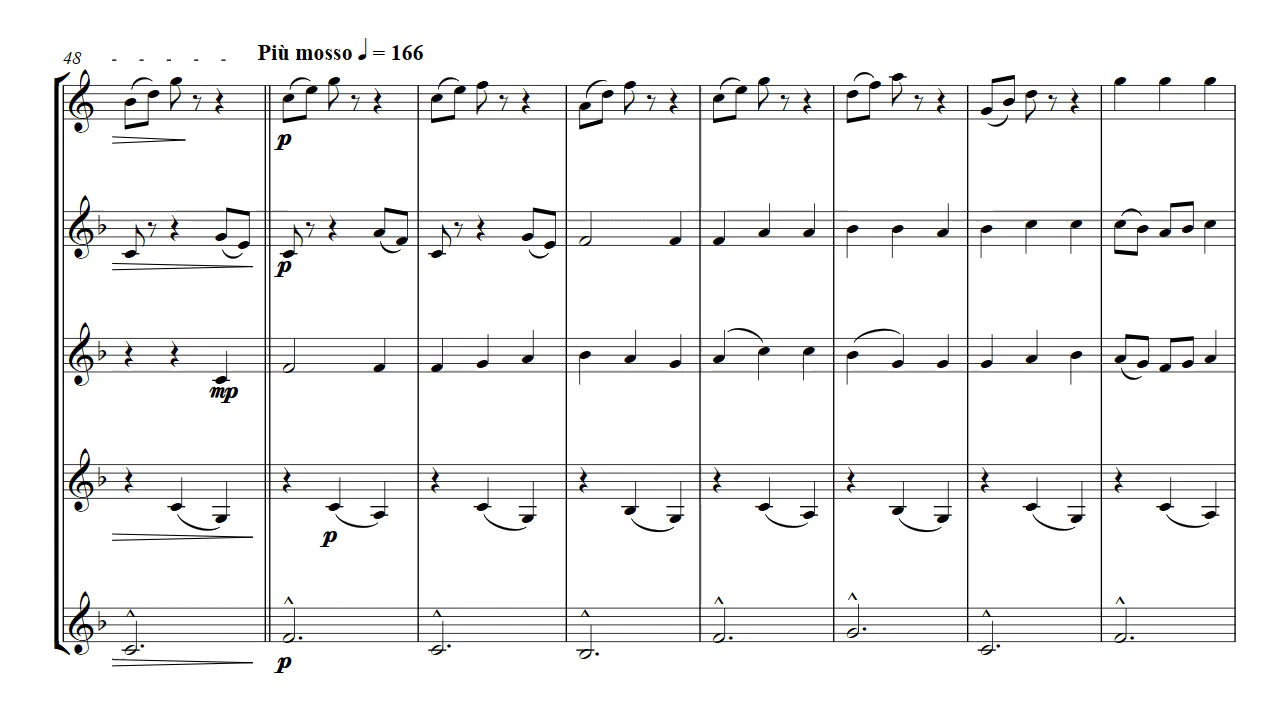 48 - - - - - Più mosso ♩ = 166
p
p
mp
p
p